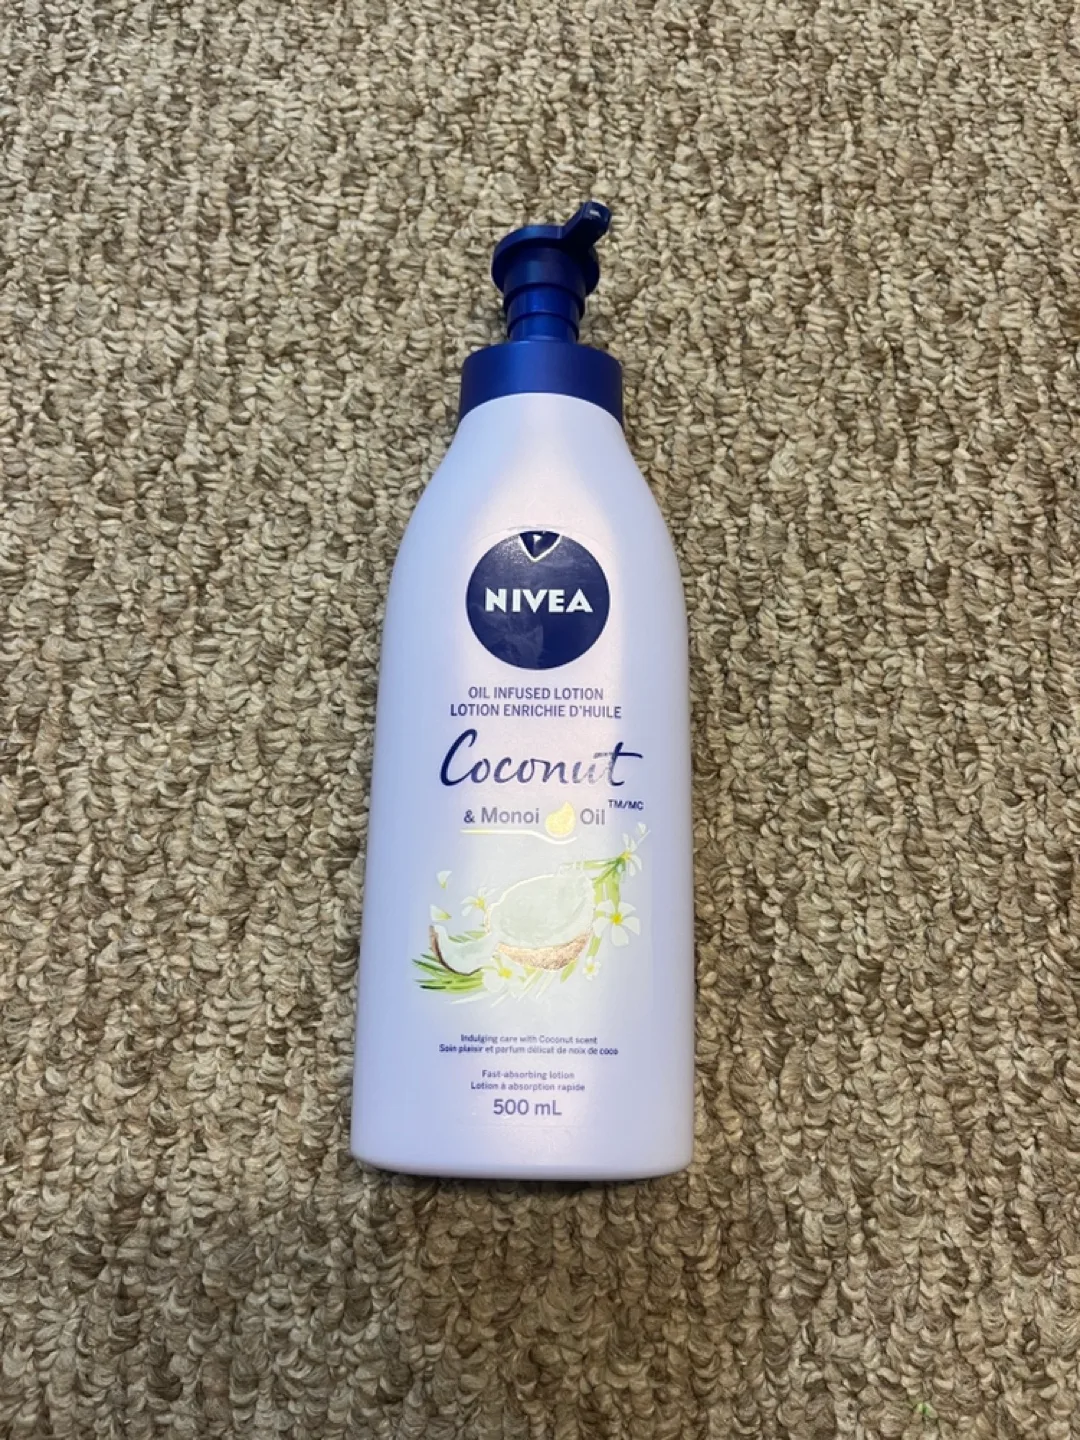 NIVEA
OIL INFUSED LOTION
LOTION ENRICHIE D'HUILE
Coconut
& Monoi Oil TM/MC
Indulging care with Coconut scent
Soin plaisir et parfum délicat de noix de coco
Fast-absorbing lotion
Lotion à absorption rapide
500 mL